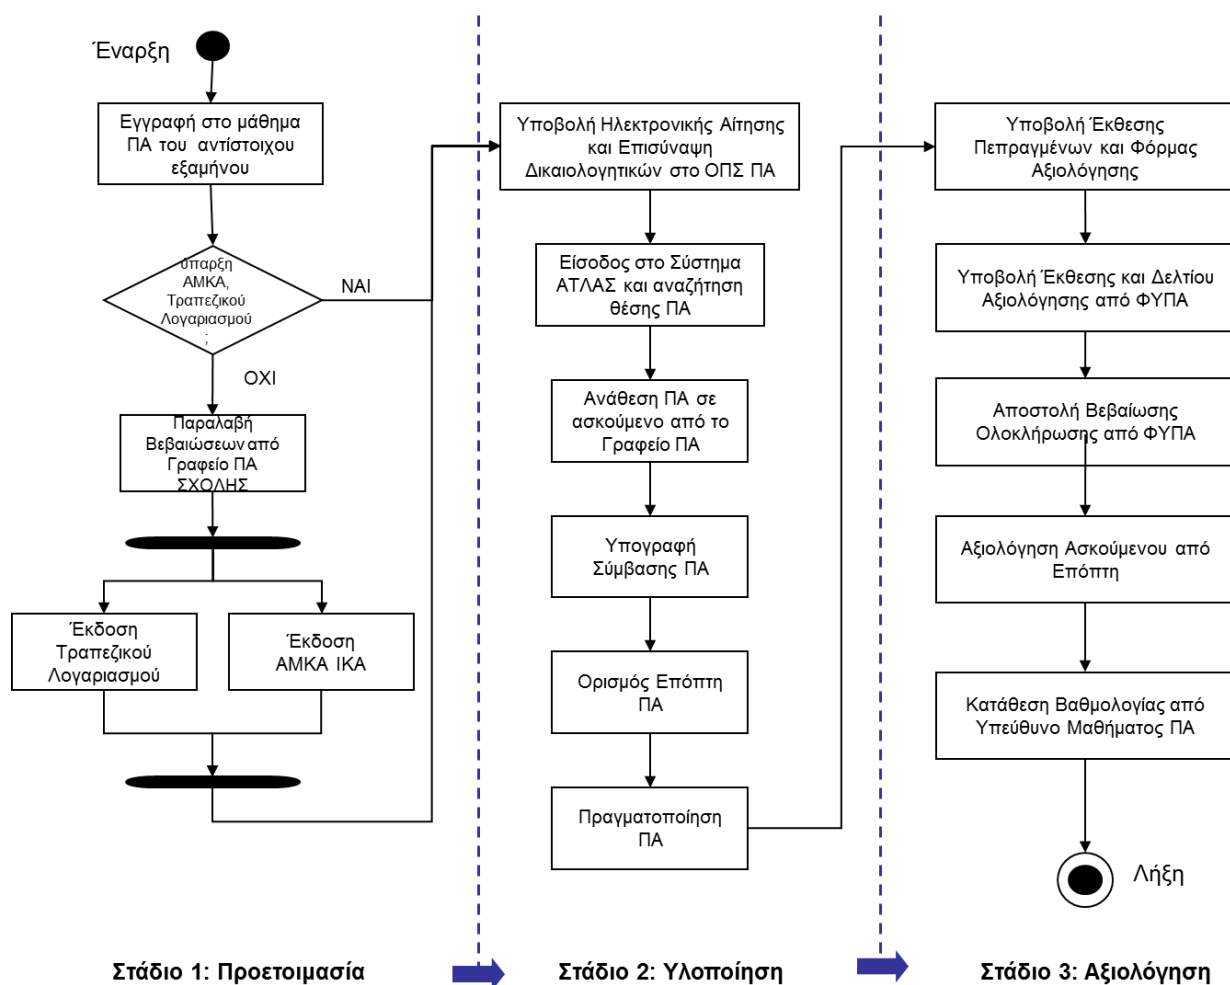 Έναρξη
Εγγραφή στο μάθημα
ΠΑ του αντίστοιχου
εξαμήνου
ύπαρξη
ΑΜΚΑ,
Τραπεζικού
Λογαριασμού
;
ΝΑΙ
ΟΧΙ
Παραλαβή
Βεβαιώσεων από
Γραφείο ΠΑ
ΣΧΟΛΗΣ
Έκδοση
Τραπεζικού
Λογαριασμού
Έκδοση
ΑΜΚΑ ΙΚΑ
Στάδιο 1: Προετοιμασία
Υποβολή Ηλεκτρονικής Αίτησης
και Επισύναψη
Δικαιολογητικών στο ΟΠΣ ΠΑ
Είσοδος στο Σύστημα
ΑΤΛΑΣ και αναζήτηση
θέσης ΠΑ
Ανάθεση ΠΑ σε
ασκούμενο από το
Γραφείο ΠΑ
Υπογραφή
Σύμβασης ΠΑ
Ορισμός Επόπτη
ΠΑ
Πραγματοποίηση
ΠΑ
Στάδιο 2: Υλοποίηση
Υποβολή Έκθεσης
Πεπραγμένων και Φόρμας
Αξιολόγησης
Υποβολή Έκθεσης και Δελτίου
Αξιολόγησης από ΦΥΠΑ
Αποστολή Βεβαίωσης
Ολοκλήρωσης από ΦΥΠΑ
Αξιολόγηση Ασκούμενου από
Επόπτη
Κατάθεση Βαθμολογίας από
Υπεύθυνο Μαθήματος ΠΑ
Λήξη
Στάδιο 3: Αξιολόγηση